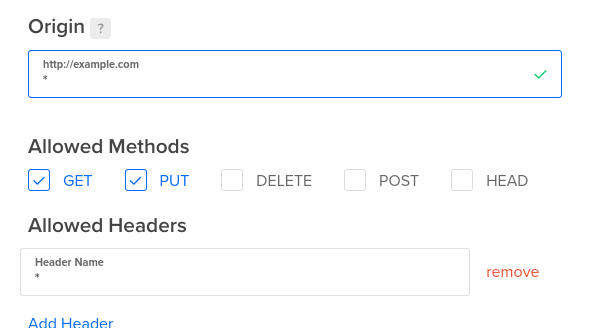 Origin ?
http://example.com
*
Allowed Methods
GET PUT DELETE POST HEAD
Allowed Headers
Header Name
*
remove
Add Header